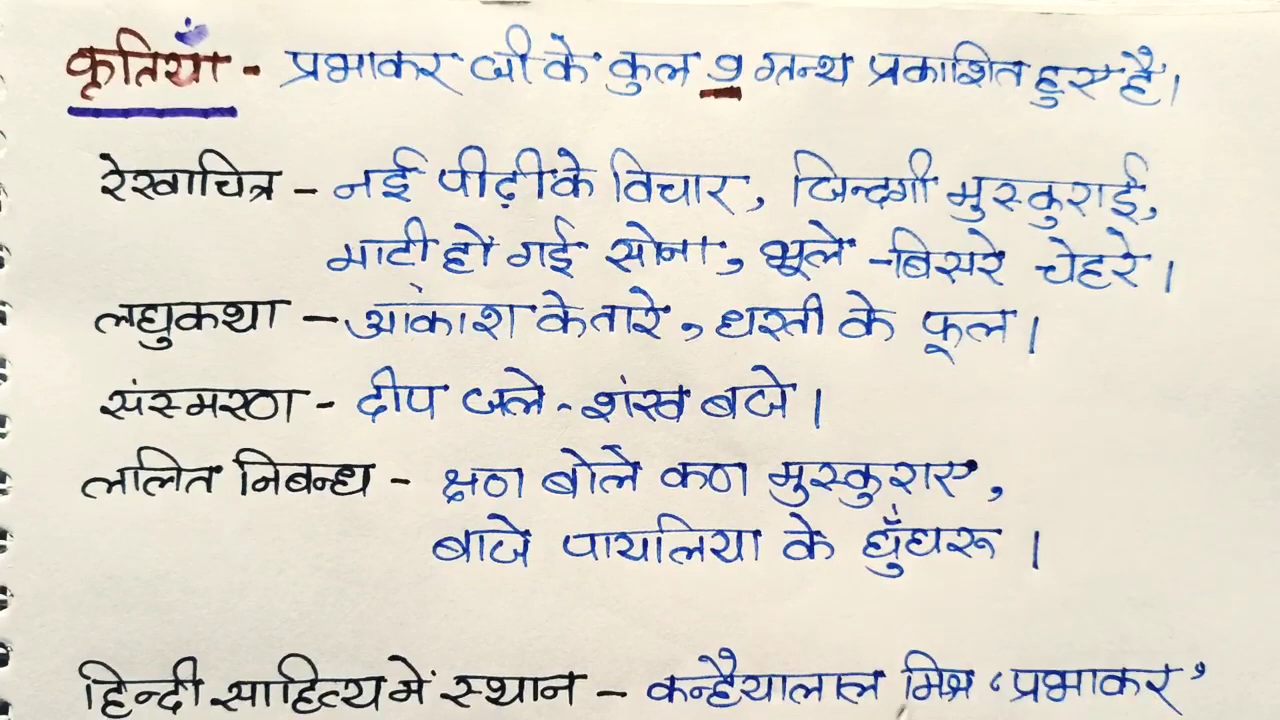 कृतियाँ - प्रभाकर जी के कुल 9 ग्रन्थ प्रकाशित हुए है।
रेखाचित्र - नई पीढ़ी के विचार, जिन्दगी मुस्कुराई,
माटी हो गई सोना, भूले-बिसरे चेहरे।
लघुकथा - आकाश के तारे, धरती के फूल।
संस्मरण - दीप जले - शंख बजे।
ललित निबन्ध - क्षण बोले कण मुस्कुराए,
बाजे पायलिया के घुँघरू।
हिन्दी साहित्य में स्थान - कन्हैयालाल मिश्र 'प्रभाकर'